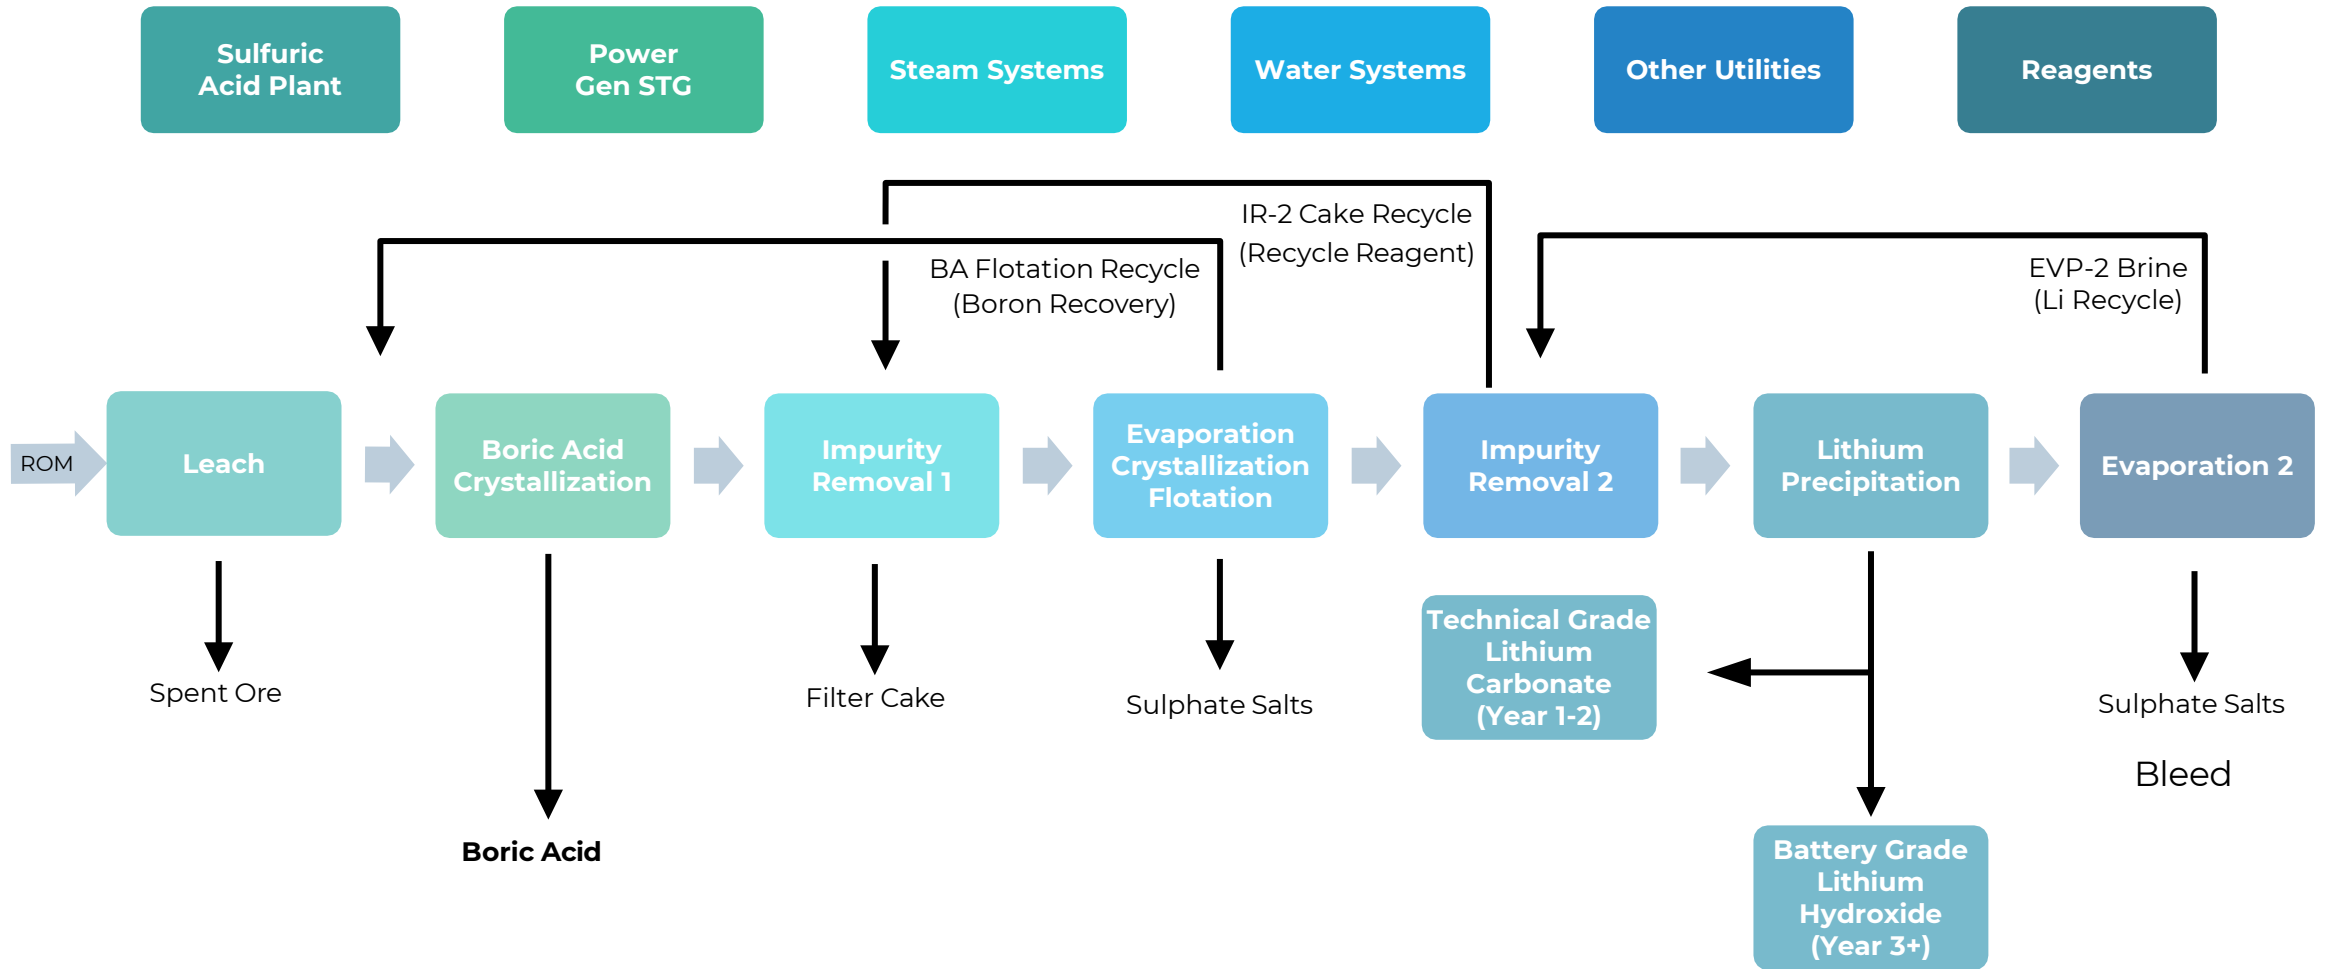 Sulfuric
Acid Plant
Power
Gen STG
Steam Systems
Water Systems
Other Utilities
Reagents
IR-2 Cake Recycle
(Recycle Reagent)
BA Flotation Recycle
(Boron Recovery)
EVP-2 Brine
(Li Recycle)
ROM
Leach
Boric Acid
Crystallization
Impurity
Removal 1
Evaporation
Crystallization
Flotation
Impurity
Removal 2
Lithium
Precipitation
Evaporation 2
Spent Ore
Boric Acid
Filter Cake
Sulphate Salts
Technical Grade
Lithium
Carbonate
(Year 1-2)
Battery Grade
Lithium
Hydroxide
(Year 3+)
Sulphate Salts
Bleed